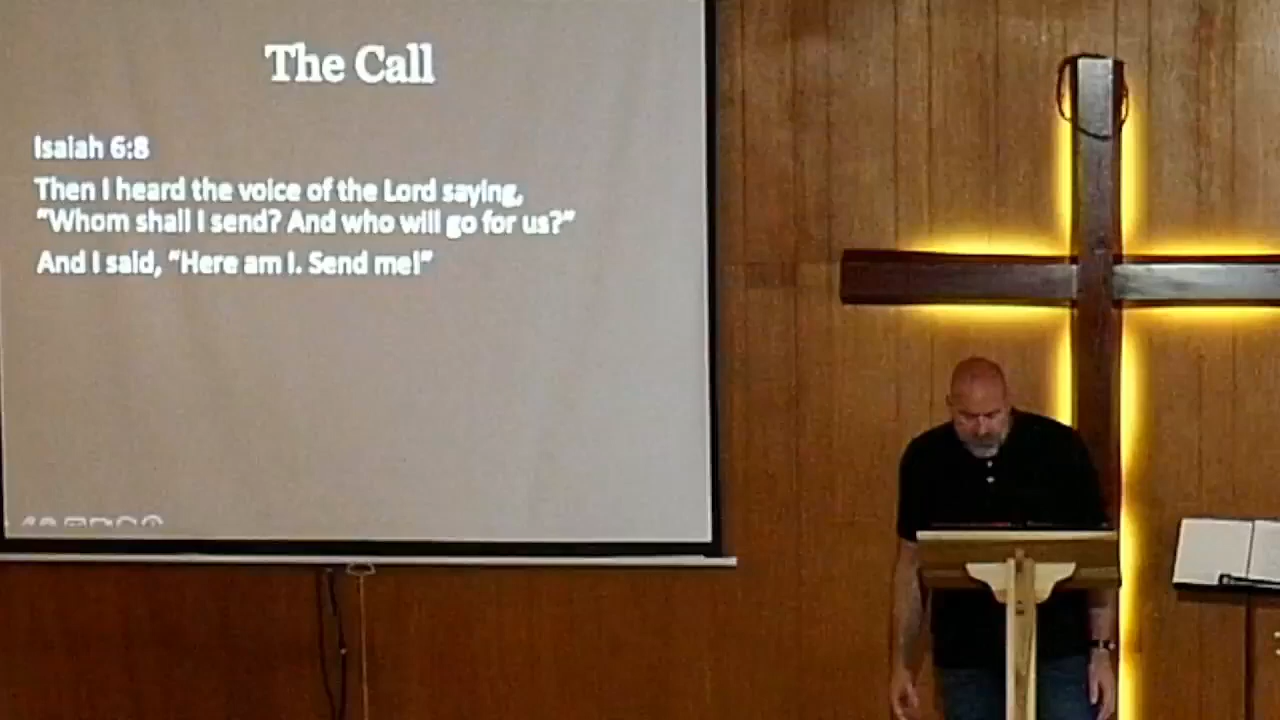 The Call
Isaiah 6:8
Then I heard the voice of the Lord saying,
“Whom shall I send? And who will go for us?”
And I said, “Here am I. Send me!”